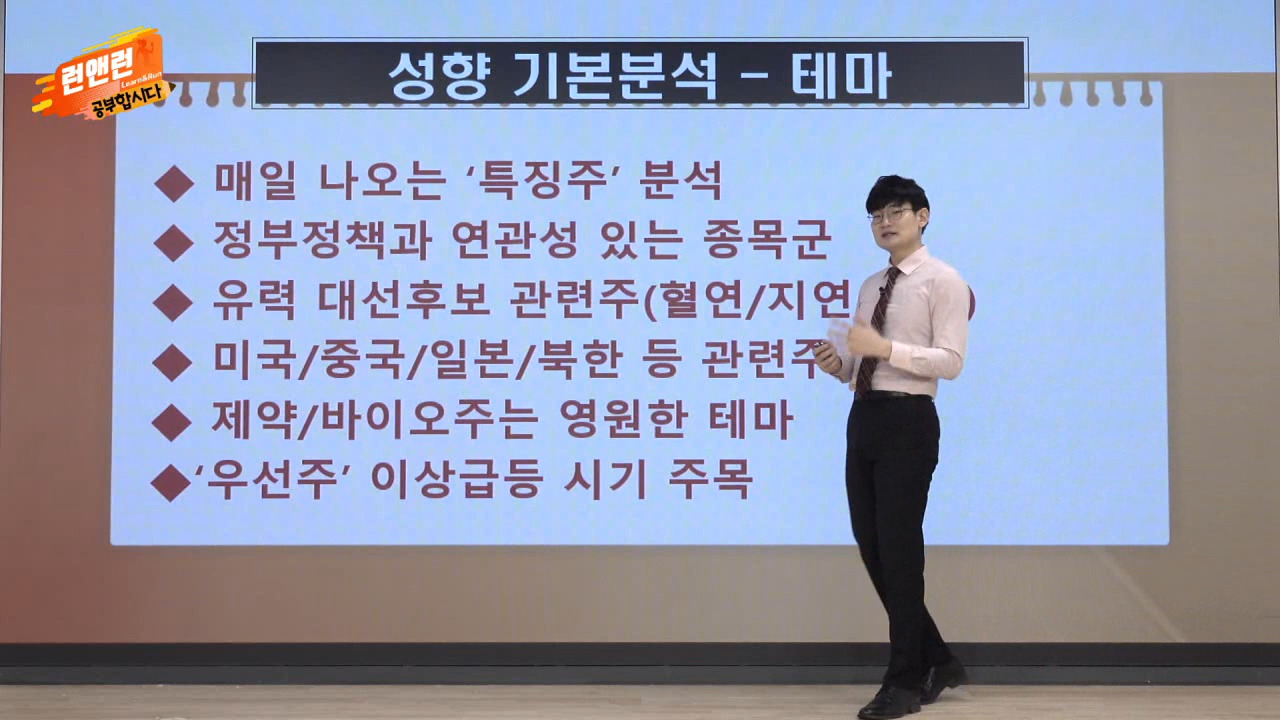 런앤런
Learn&Run
공부합시다
성향 기본분석 - 테마
◆ 매일 나오는 ‘특징주’ 분석
◆ 정부정책과 연관성 있는 종목군
◆ 유력 대선후보 관련주(혈연/지연 )
◆ 미국/중국/일본/북한 등 관련주
◆ 제약/바이오주는 영원한 테마
◆ ‘우선주’ 이상급등 시기 주목